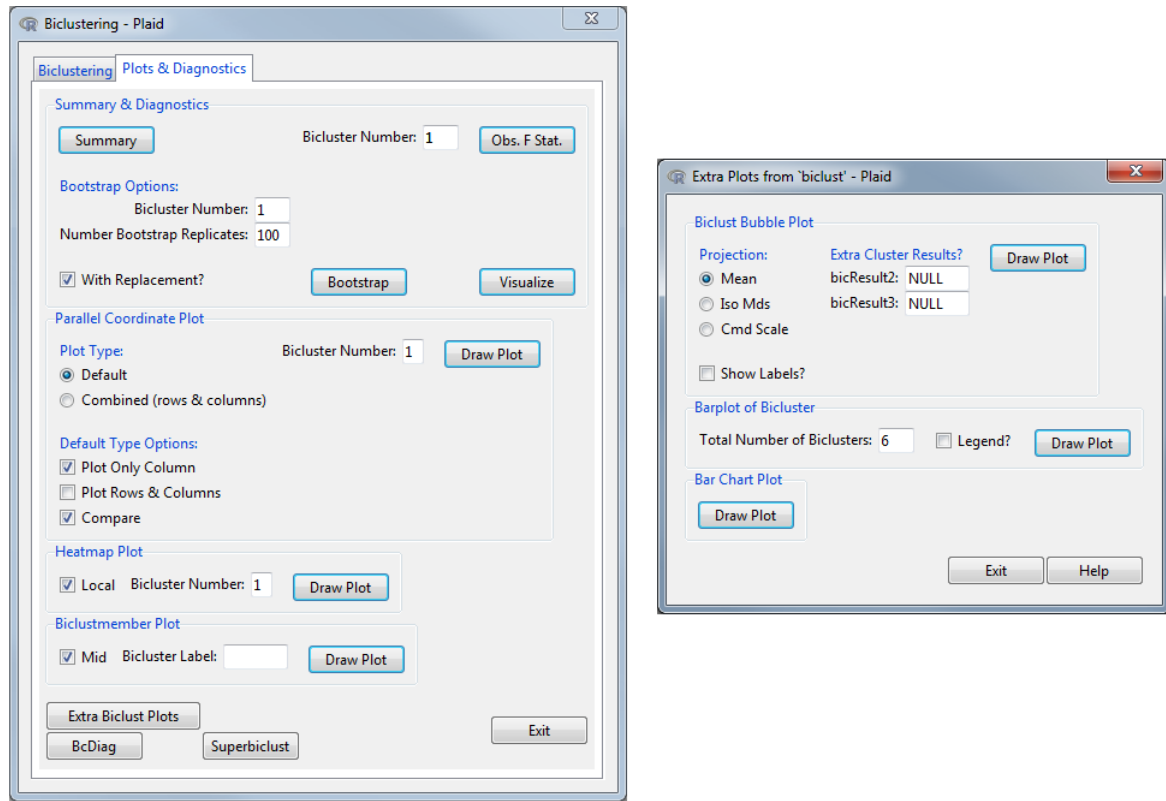 Biclustering - Plaid
Biclustering Plots & Diagnostics
Summary & Diagnostics
Summary Bicluster Number: 1 Obs. F Stat.
Bootstrap Options:
Bicluster Number: 1
Number Bootstrap Replicates: 100
With Replacement? Bootstrap Visualize
Parallel Coordinate Plot
Plot Type: Bicluster Number: 1 Draw Plot
Default
Combined (rows & columns)
Default Type Options:
Plot Only Column
Plot Rows & Columns
Compare
Heatmap Plot
Local Bicluster Number: 1 Draw Plot
Biclustmember Plot
Mid Bicluster Label: Draw Plot
Extra Biclust Plots
Exit
BcDiag Superbiclust
Extra Plots from `biclust' - Plaid
Biclust Bubble Plot
Projection: Extra Cluster Results? Draw Plot
Mean bicResult2: NULL
Iso Mds bicResult3: NULL
Cmd Scale
Show Labels?
Barplot of Bicluster
Total Number of Biclusters: 6 Legend? Draw Plot
Bar Chart Plot
Draw Plot
Exit Help